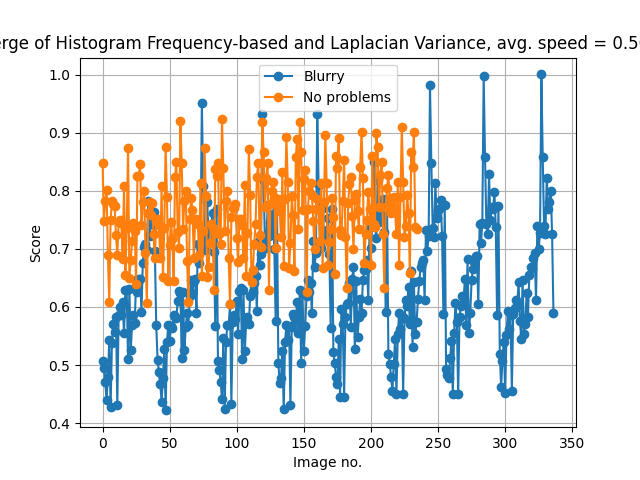 erge of Histogram Frequency-based and Laplacian Variance, avg. speed = 0.5
Blurry
No problems
Score
1.0
0.9
0.8
0.7
0.6
0.5
0.4
0 50 100 150 200 250 300 350
Image no.